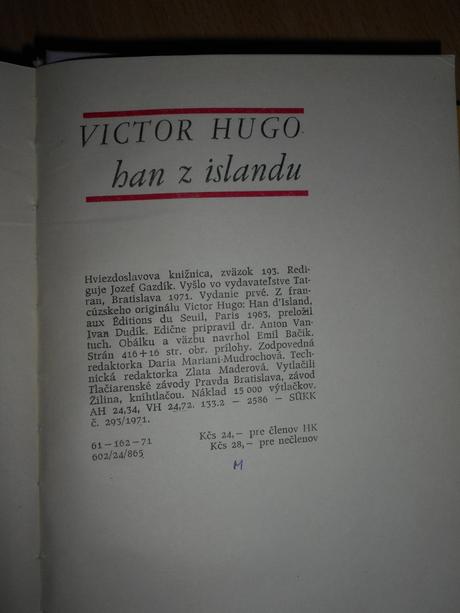 VICTOR HUGO
han z islandu
Hviezdoslavova knižnica, zväzok 193. Redi-
guje Jozef Gazdík. Vyšlo vo vydavateľstve Tat-
ran, Bratislava 1971. Vydanie prvé. Z fran-
cúzskeho originálu Victor Hugo: Han d'Island,
aux Éditions du Seuil, Paris 1963, preložil
Ivan Dudík. Edične pripravil dr. Anton Van-
tuch. Obálku a väzbu navrhol Emil Bačík.
Strán 416+16 str. obr. prílohy. Zodpovedná
redaktorka Daria Mariani-Mudrochová. Tech-
nická redaktorka Zlata Maderová. Vytlačili
Tlačiarenské závody Pravda Bratislava, závod
Žilina, kníhtlačou. Náklad 15 000 výtlačkov.
AH 24,34, VH 24,72. 133.2 — 2586 — SÚKK
č. 293/1971.
61—162—71 Kčs 24,— pre členov HK
602/24/865 Kčs 28,— pre nečlenov
M